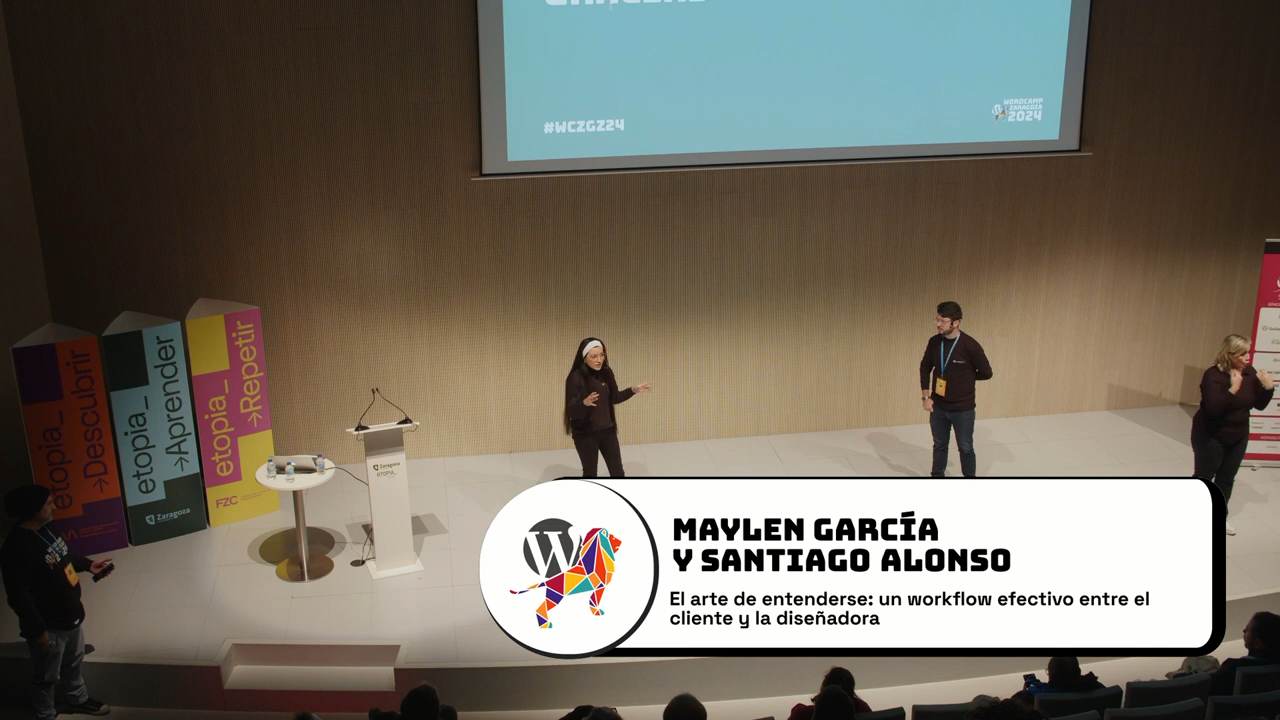 #WCZGZ24
WORDCAMP
ZARAGOZA
2024
etopia_
→Descubrir
etopia_
→Aprender
Zaragoza
etopia_
→Repetir
FZC
Zaragoza
ETOPIA_
MAYLEN GARCÍA
Y SANTIAGO ALONSO
El arte de entenderse: un workflow efectivo entre el
cliente y la diseñadora